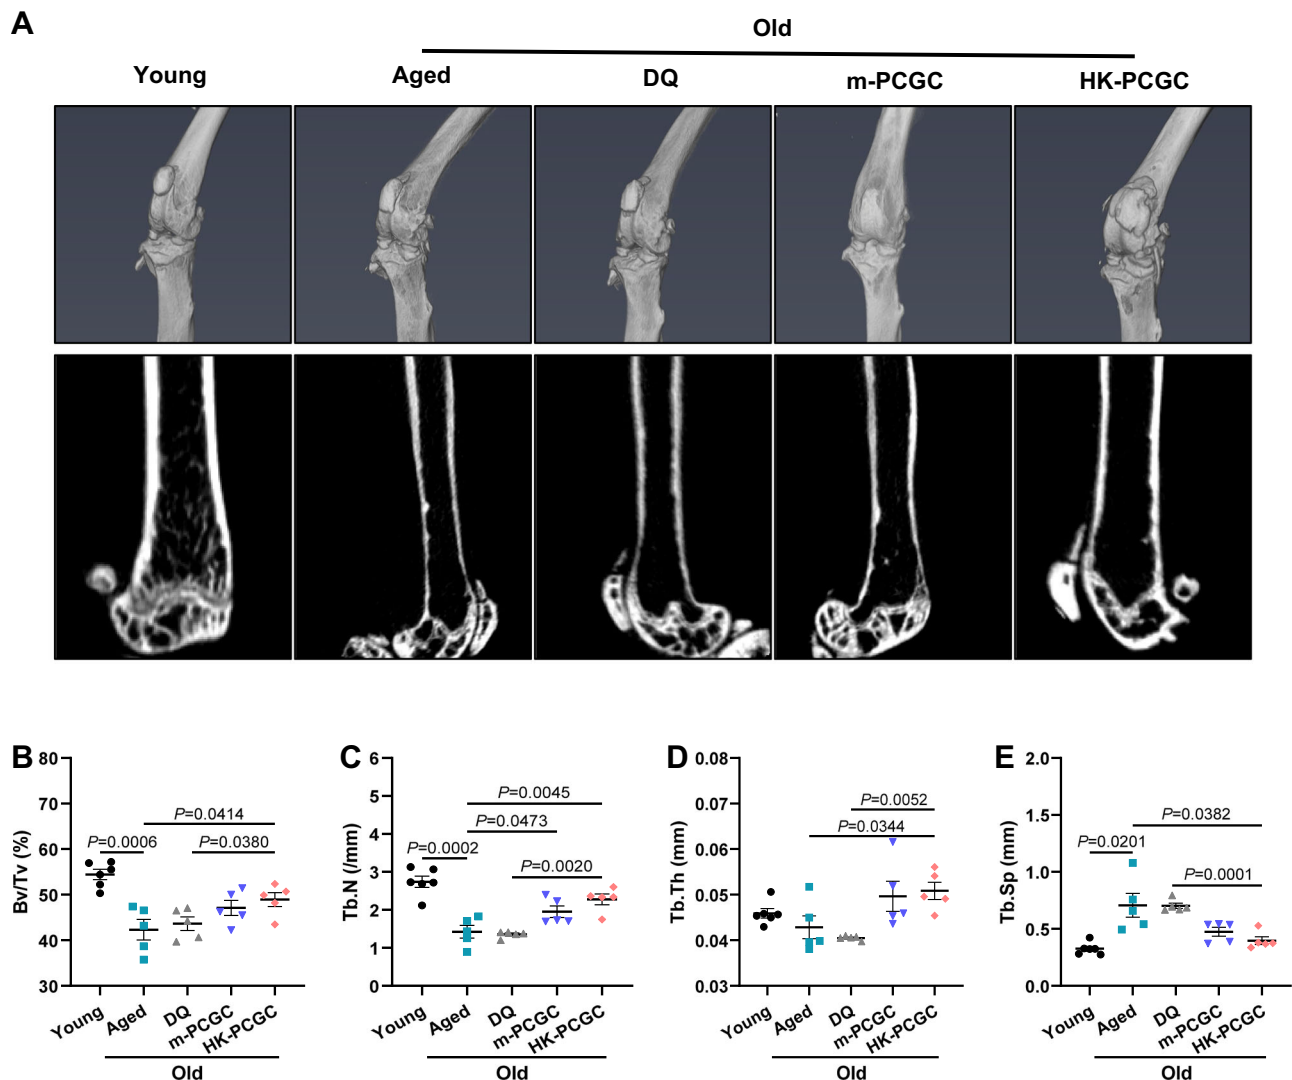 A
Old
Young
Aged
DQ
m-PCGC
HK-PCGC
B
Bv/Tv (%)
80
70
60
50
40
30
P=0.0414
P=0.0006
P=0.0380
Young
Aged
DQ
m-PCGC
HK-PCGC
Old
C
Tb.N (/mm)
6
5
4
3
2
1
0
P=0.0045
P=0.0473
P=0.0002
P=0.0020
Young
Aged
DQ
m-PCGC
HK-PCGC
Old
D
Tb.Th (mm)
0.08
0.07
0.06
0.05
0.04
0.03
P=0.0052
P=0.0344
Young
Aged
DQ
m-PCGC
HK-PCGC
Old
E
Tb.Sp (mm)
2.0
1.5
1.0
0.5
0.0
P=0.0382
P=0.0201
P=0.0001
Young
Aged
DQ
m-PCGC
HK-PCGC
Old